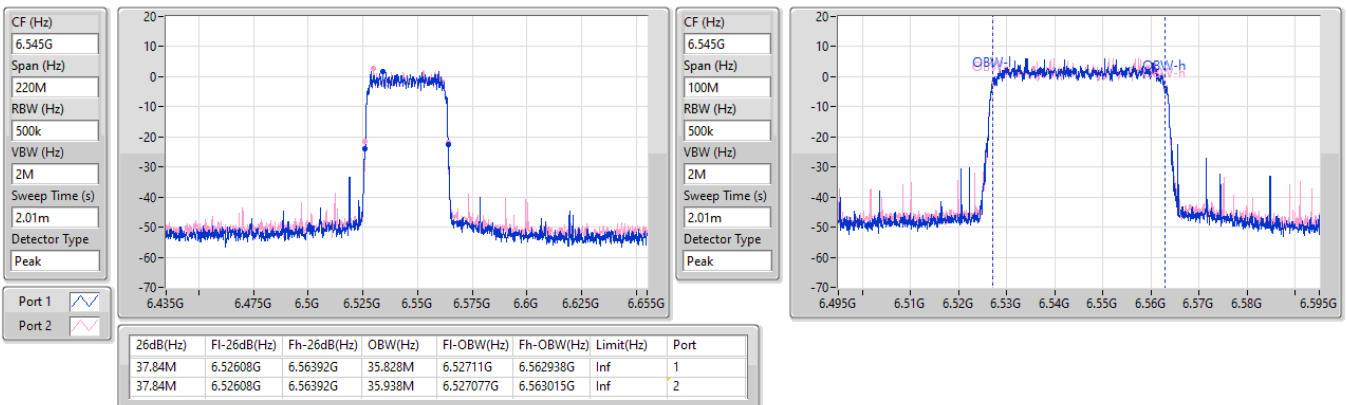 CF (Hz)
6.545G
Span (Hz)
220M
RBW (Hz)
500k
VBW (Hz)
2M
Sweep Time (s)
2.01m
Detector Type
Peak
Port 1
Port 2
20
10
0
-10
-20
-30
-40
-50
-60
-70
6.435G 6.475G 6.5G 6.525G 6.55G 6.575G 6.6G 6.625G 6.655G
CF (Hz)
6.545G
Span (Hz)
100M
RBW (Hz)
500k
VBW (Hz)
2M
Sweep Time (s)
2.01m
Detector Type
Peak
20
10
0
-10
-20
-30
-40
-50
-60
-70
OBW-l OBW-h
6.495G 6.51G 6.52G 6.53G 6.54G 6.55G 6.56G 6.57G 6.58G 6.595G
26dB(Hz) Fl-26dB(Hz) Fh-26dB(Hz) OBW(Hz) Fl-OBW(Hz) Fh-OBW(Hz) Limit(Hz) Port
37.84M 6.52608G 6.56392G 35.828M 6.52711G 6.562938G Inf 1
37.84M 6.52608G 6.56392G 35.938M 6.527077G 6.563015G Inf 2